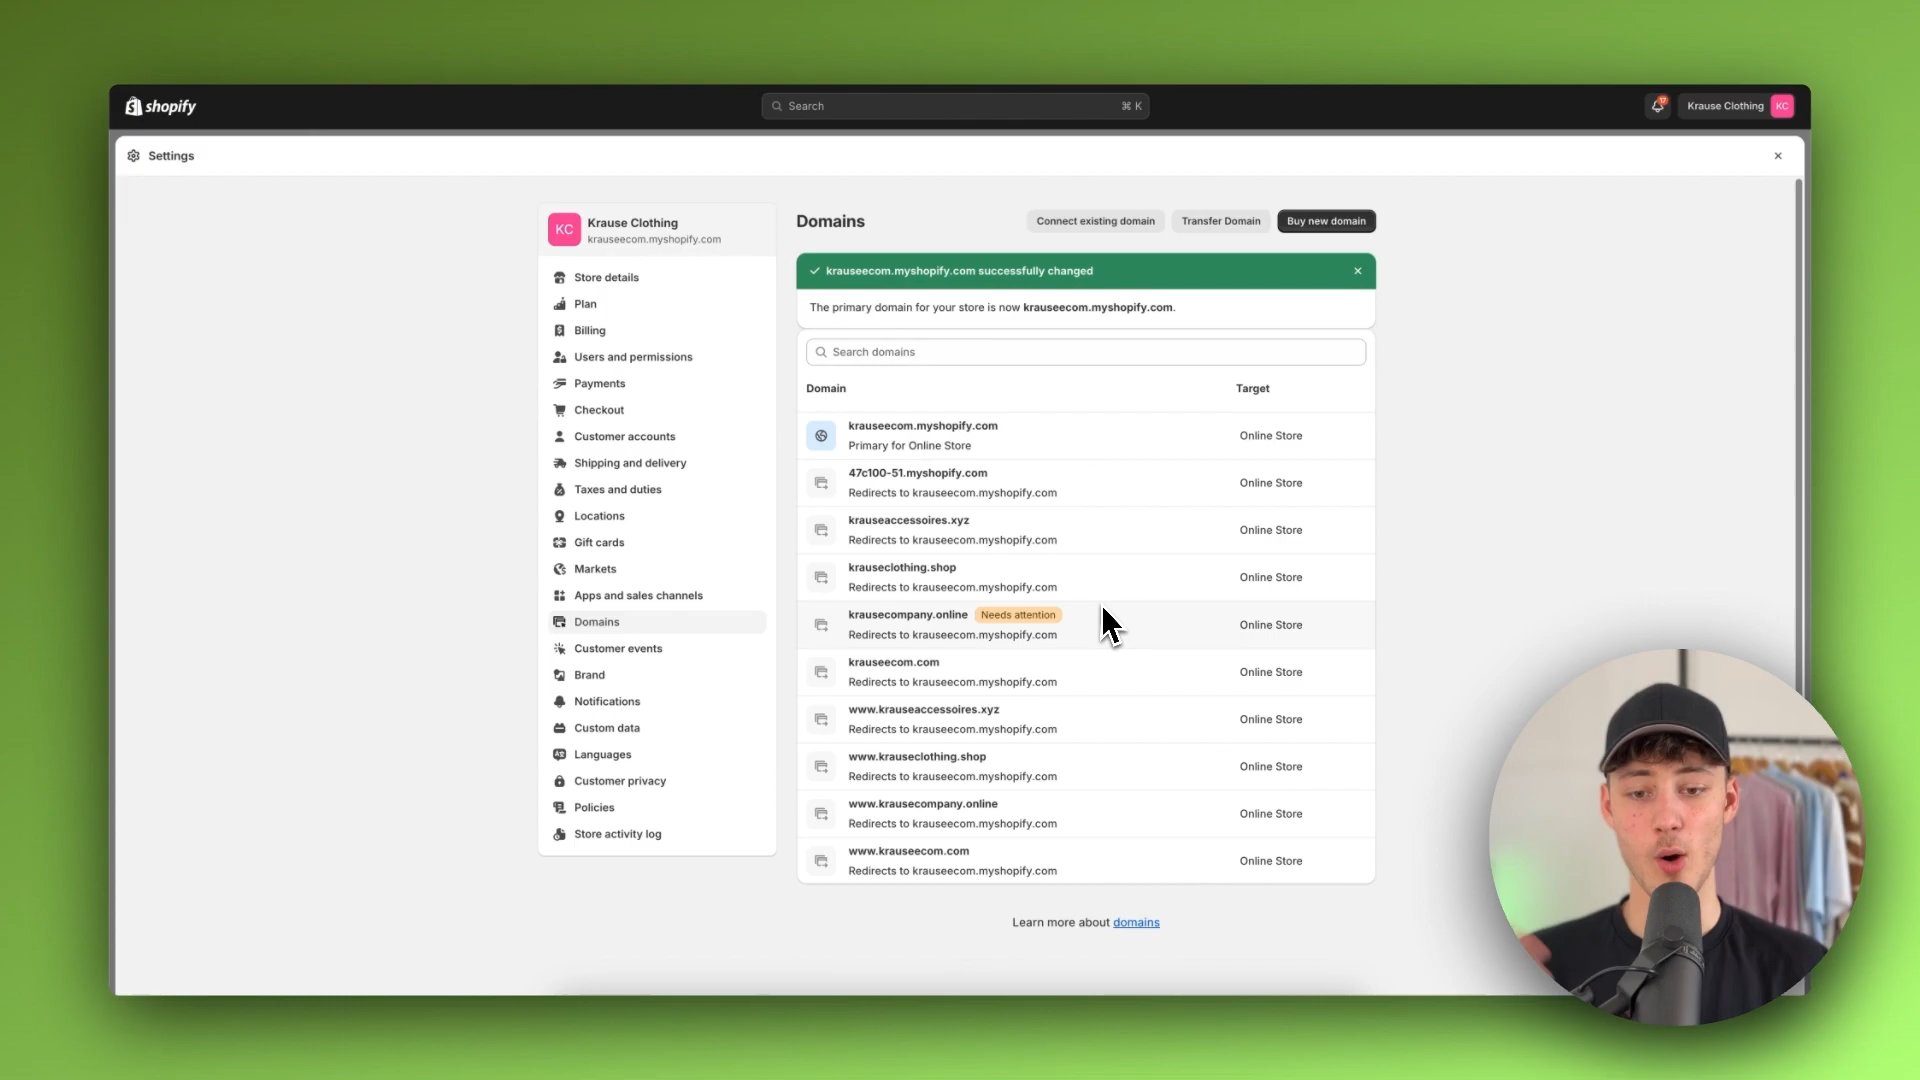 shopify
Search
⌘ K
17
Krause Clothing
KC
Settings
KC
Krause Clothing
krauseecom.myshopify.com
Store details
Plan
Billing
Users and permissions
Payments
Checkout
Customer accounts
Shipping and delivery
Taxes and duties
Locations
Gift cards
Markets
Apps and sales channels
Domains
Customer events
Brand
Notifications
Custom data
Languages
Customer privacy
Policies
Store activity log
Domains
Connect existing domain
Transfer Domain
Buy new domain
krauseecom.myshopify.com successfully changed
The primary domain for your store is now krauseecom.myshopify.com.
Search domains
Domain Target
krauseecom.myshopify.com
Primary for Online Store
Online Store
47c100-51.myshopify.com
Redirects to krauseecom.myshopify.com
Online Store
krauseaccessoires.xyz
Redirects to krauseecom.myshopify.com
Online Store
krauseclothing.shop
Redirects to krauseecom.myshopify.com
Online Store
krausecompany.online Needs attention
Redirects to krauseecom.myshopify.com
Online Store
krauseecom.com
Redirects to krauseecom.myshopify.com
Online Store
www.krauseaccessoires.xyz
Redirects to krauseecom.myshopify.com
Online Store
www.krauseclothing.shop
Redirects to krauseecom.myshopify.com
Online Store
www.krausecompany.online
Redirects to krauseecom.myshopify.com
Online Store
www.krauseecom.com
Redirects to krauseecom.myshopify.com
Online Store
Learn more about domains